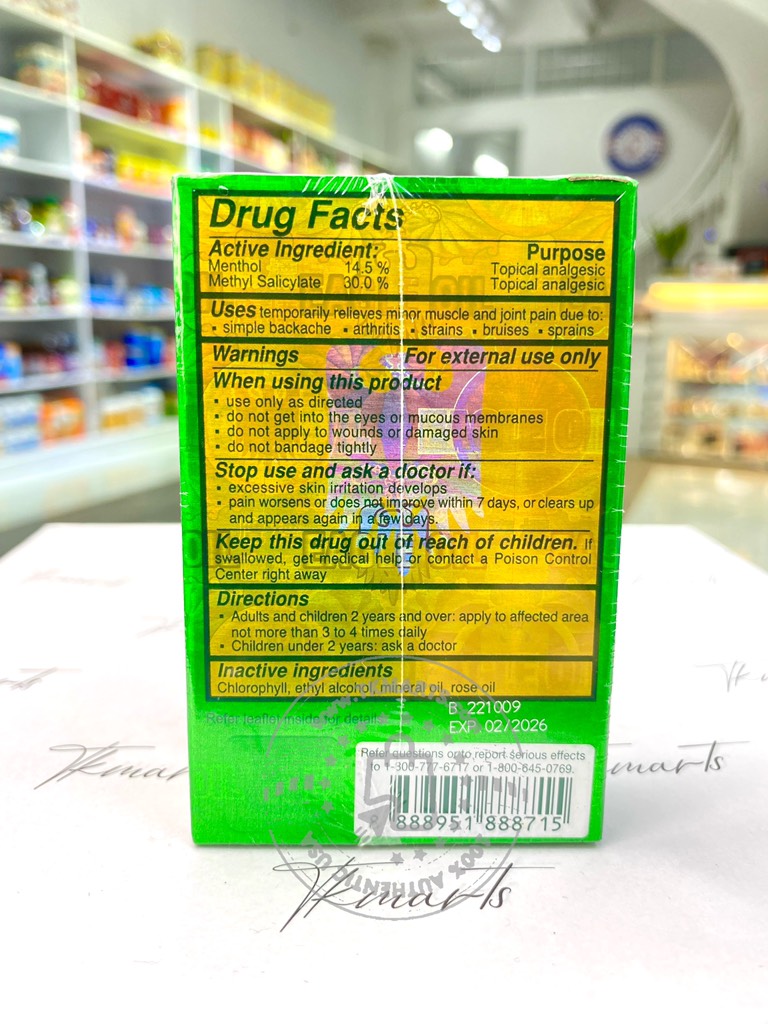 Drug Facts
Active Ingredient: Purpose
Menthol 14.5 % Topical analgesic
Methyl Salicylate 30.0 % Topical analgesic
Uses temporarily relieves minor muscle and joint pain due to:
▪ simple backache ▪ arthritis ▪ strains ▪ bruises ▪ sprains
Warnings For external use only
When using this product
▪ use only as directed
▪ do not get into the eyes or mucous membranes
▪ do not apply to wounds or damaged skin
▪ do not bandage tightly
Stop use and ask a doctor if:
▪ excessive skin irritation develops
▪ pain worsens or does not improve within 7 days, or clears up
and appears again in a few days.
Keep this drug out of reach of children. If
swallowed, get medical help or contact a Poison Control
Center right away
Directions
▪ Adults and children 2 years and over: apply to affected area
not more than 3 to 4 times daily
▪ Children under 2 years: ask a doctor
Inactive ingredients
Chlorophyll, ethyl alcohol, mineral oil, rose oil
B 221009
Refer leaflet inside for detail
EXP. 02/2026
Refer questions or to report serious effects
to 1-300-777-6717 or 1-800-645-0769.
8 888951 888715
100% AUTHENTIC USA
Tkmarts